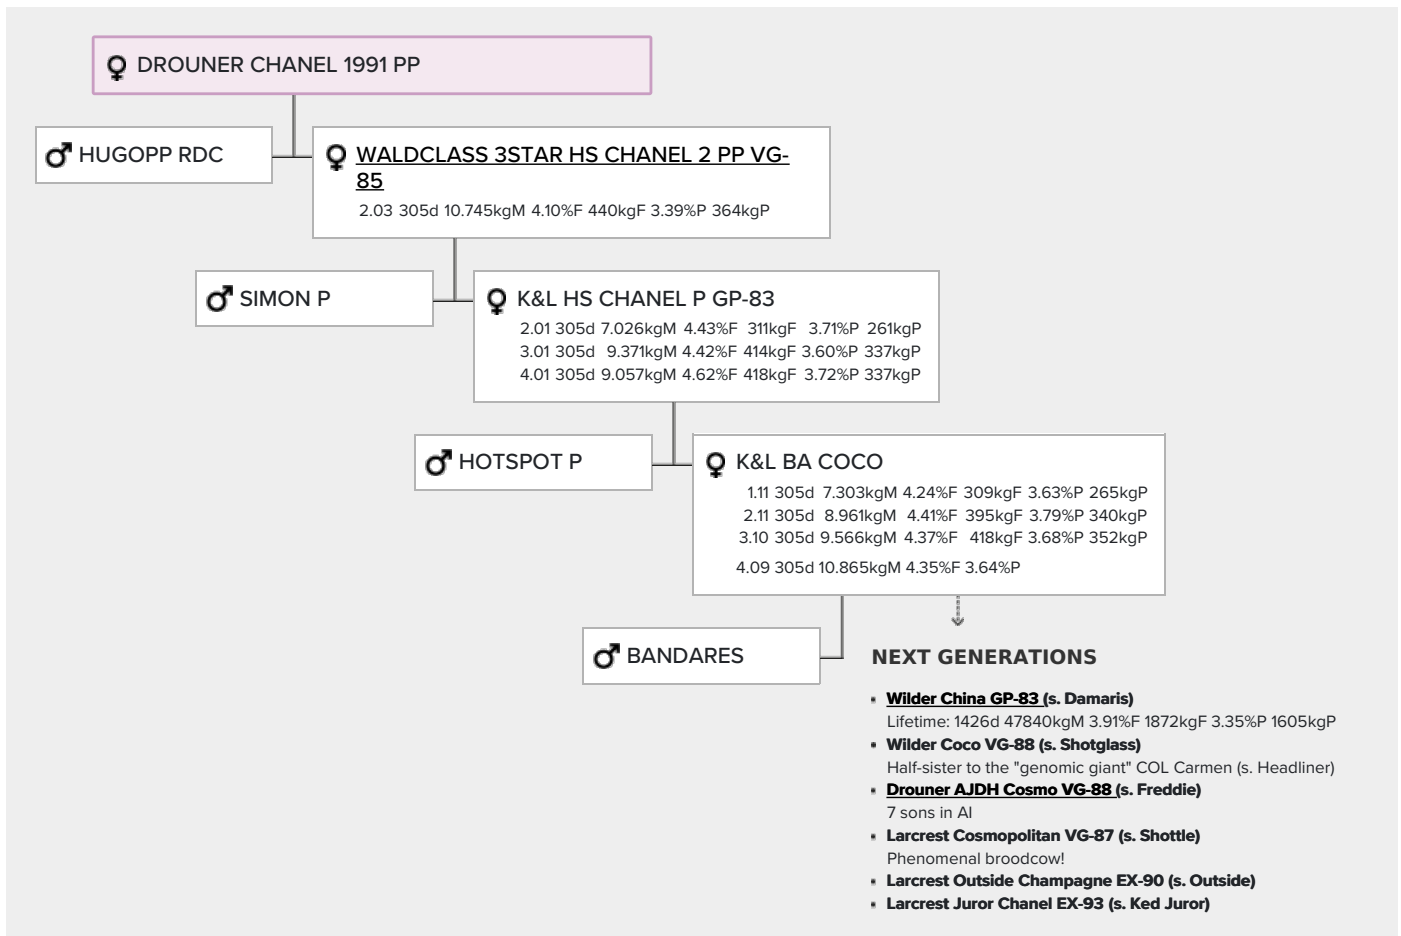 DROUNER CHANEL 1991 PP
HUGOPP RDC
WALDCLASS 3STAR HS CHANEL 2 PP VG-
85
2.03 305d 10.745kgM 4.10%F 440kgF 3.39%P 364kgP
SIMON P
K&L HS CHANEL P GP-83
2.01 305d 7.026kgM 4.43%F 311kgF 3.71%P 261kgP
3.01 305d 9.371kgM 4.42%F 414kgF 3.60%P 337kgP
4.01 305d 9.057kgM 4.62%F 418kgF 3.72%P 337kgP
HOTSPOT P
K&L BA COCO
1.11 305d 7.303kgM 4.24%F 309kgF 3.63%P 265kgP
2.11 305d 8.961kgM 4.41%F 395kgF 3.79%P 340kgP
3.10 305d 9.566kgM 4.37%F 418kgF 3.68%P 352kgP
4.09 305d 10.865kgM 4.35%F 3.64%P
BANDARES
NEXT GENERATIONS
Wilder China GP-83 (s. Damaris)
Lifetime: 1426d 47840kgM 3.91%F 1872kgF 3.35%P 1605kgP
Wilder Coco VG-88 (s. Shotglass)
Half-sister to the "genomic giant" COL Carmen (s. Headliner)
Drouner AJDH Cosmo VG-88 (s. Freddie)
7 sons in AI
Larcrest Cosmopolitan VG-87 (s. Shottle)
Phenomenal broodcow!
Larcrest Outside Champagne EX-90 (s. Outside)
Larcrest Juror Chanel EX-93 (s. Ked Juror)